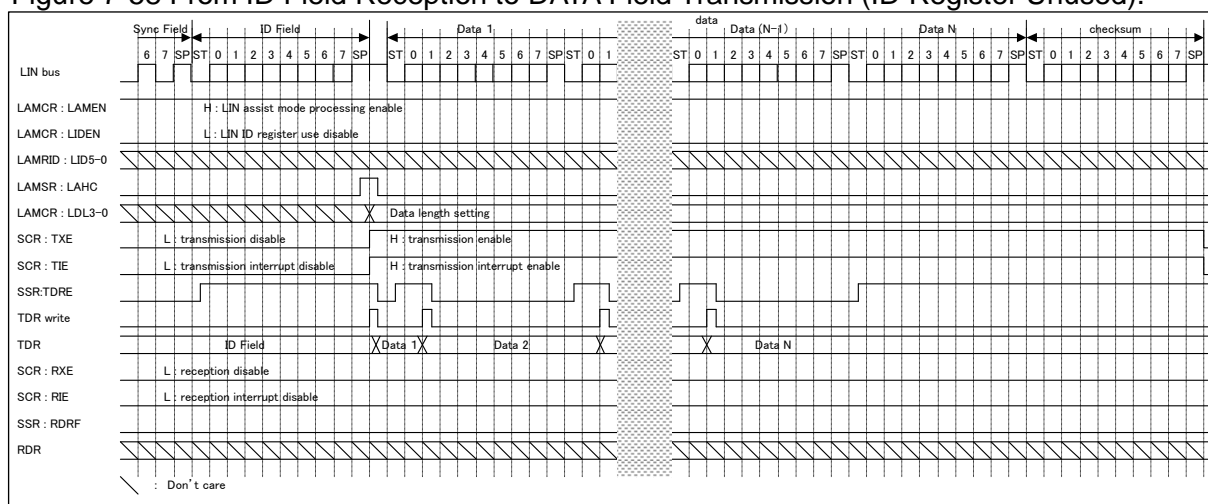 Figure 7-38 From ID Field Reception to DATA Field Transmission (ID Register Unused).
data
Sync Field ID Field Data 1 Data (N-1) Data N checksum
6 7 SP ST 0 1 2 3 4 5 6 7 SP ST 0 1 2 3 4 5 6 7 SP ST 0 1 ST 0 1 2 3 4 5 6 7 SP ST 0 1 2 3 4 5 6 7 SP ST 0 1 2 3 4 5 6 7 SP
LIN bus
LAMCR : LAMEN H : LIN assist mode processing enable
LAMCR : LIDEN L : LIN ID register use disable
LAMRID : LID5-0
LAMSR : LAHC
LAMCR : LDL3-0 Data length setting
SCR : TXE L : transmission disable H : transmission enable
SCR : TIE L : transmission interrupt disable H : transmission interrupt enable
SSR:TDRE
TDR write
TDR ID Field Data 1 Data 2 Data N
SCR : RXE L : reception disable
SCR : RIE L : reception interrupt disable
SSR : RDRF
RDR
: Don't care